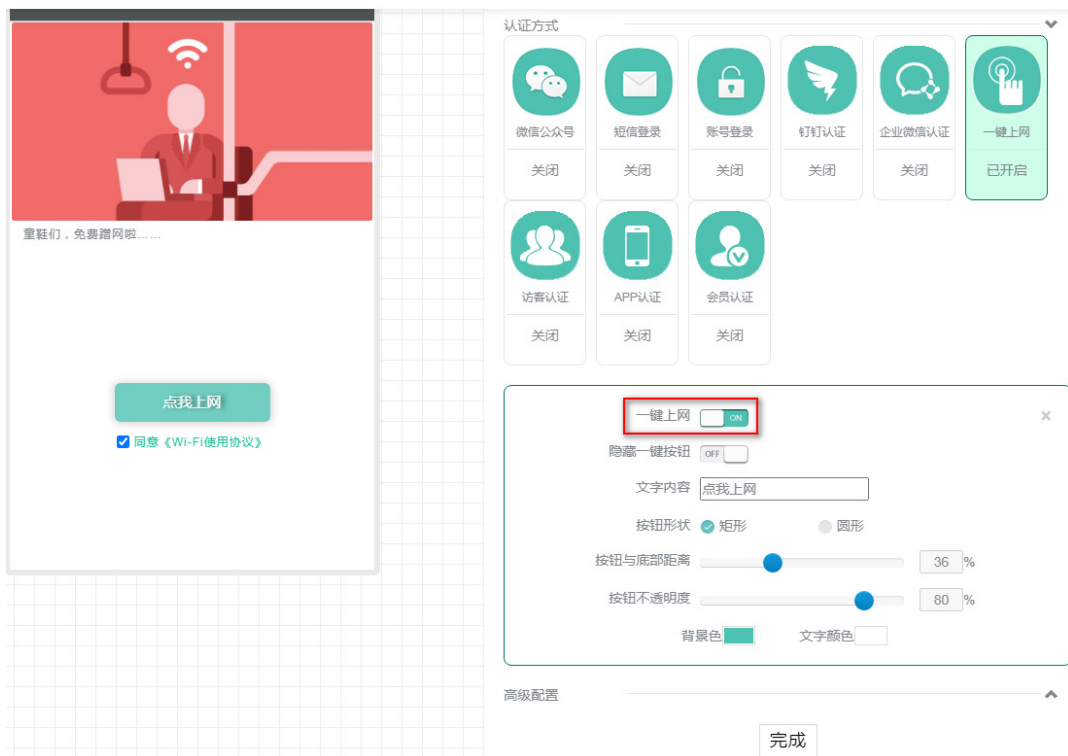 童鞋们，免费蹭网啦……
点我上网
同意《Wi-Fi使用协议》
认证方式
微信公众号 短信登录 账号登录 钉钉认证 企业微信认证 一键上网
关闭 关闭 关闭 关闭 关闭 已开启
访客认证 APP认证 会员认证
关闭 关闭 关闭
一键上网 ON
隐藏一键按钮 OFF
文字内容 点我上网
按钮形状 矩形 圆形
按钮与底部距离 36 %
按钮不透明度 80 %
背景色 文字颜色
高级配置
完成